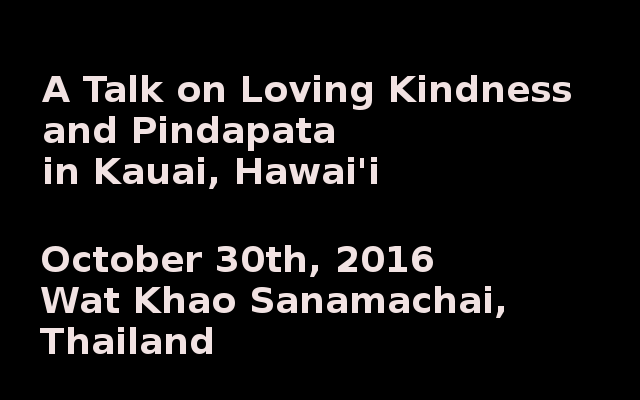 A Talk on Loving Kindness
and Pindapata
in Kauai, Hawai'i
October 30th, 2016
Wat Khao Sanamachai,
Thailand